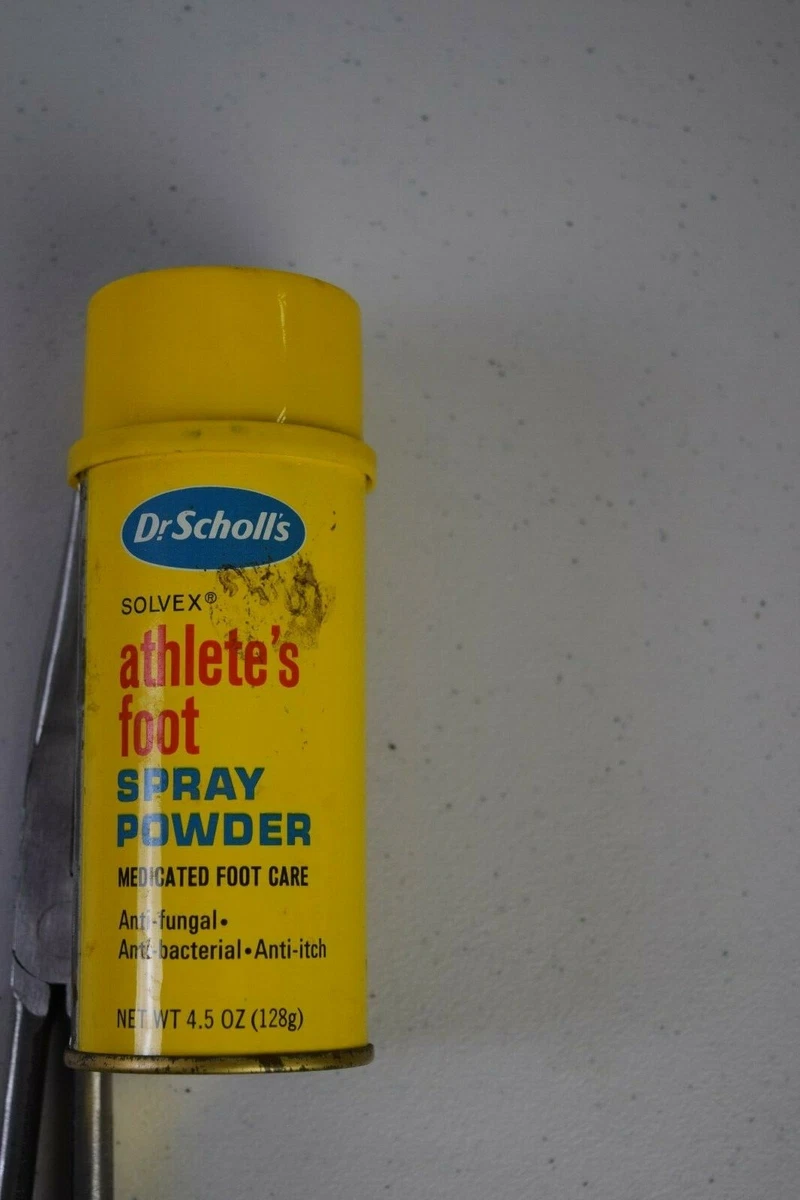 Dr. Scholl's
SOLVEX®
athlete's
foot
SPRAY
POWDER
MEDICATED FOOT CARE
Anti-fungal•
Anti-bacterial•Anti-itch
NET WT 4.5 OZ (128g)